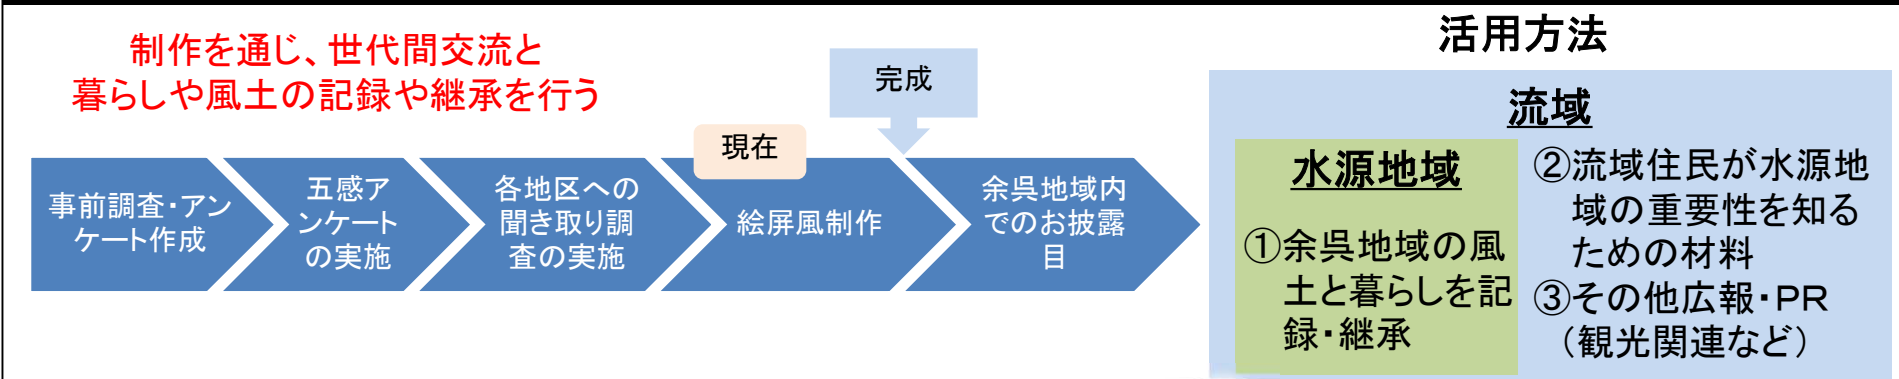 制作を通じ、世代間交流と
暮らしや風土の記録や継承を行う
現在
完成
事前調査・アン
ケート作成
五感ア
ンケート
の実施
各地区への
聞き取り調
査の実施
絵屏風制作
余呉地域内
でのお披露
目
活用方法
流域
水源地域
①余呉地域の風
土と暮らしを記
録・継承
②流域住民が水源地
域の重要性を知る
ための材料
③その他広報・ＰＲ
（観光関連など）